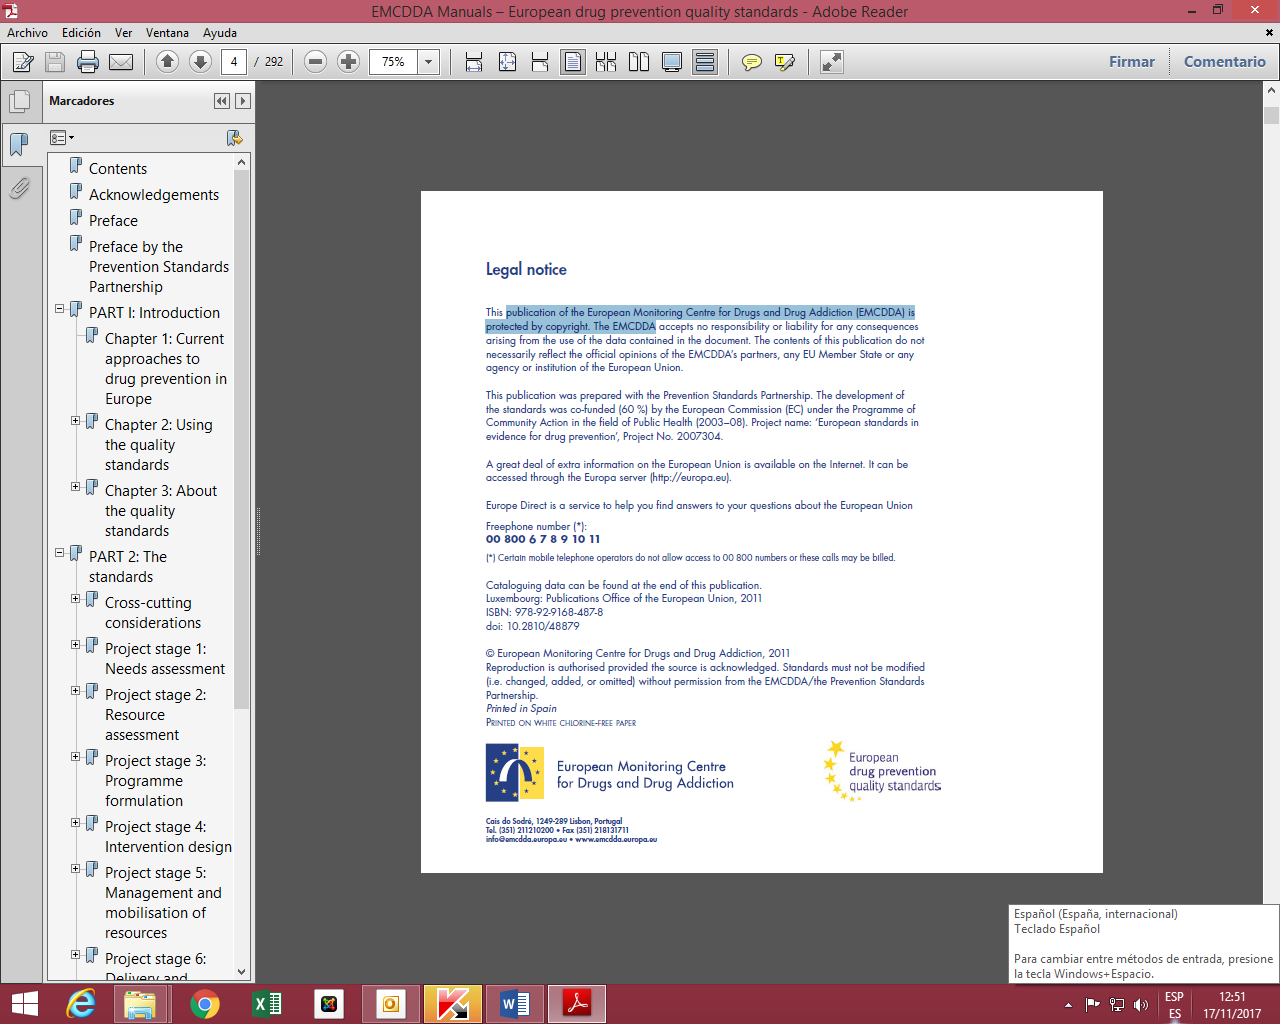 EMCDDA Manuals – European drug prevention quality standards - Adobe Reader
Archivo Edición Ver Ventana Ayuda
4 / 292 75% Firmar Comentario
Marcadores
Contents
Acknowledgements
Preface
Preface by the
Prevention Standards
Partnership
PART I: Introduction
Chapter 1: Current
approaches to
drug prevention in
Europe
Chapter 2: Using
the quality
standards
Chapter 3: About
the quality
standards
PART 2: The
standards
Cross-cutting
considerations
Project stage 1:
Needs assessment
Project stage 2:
Resource
assessment
Project stage 3:
Programme
formulation
Project stage 4:
Intervention design
Project stage 5:
Management and
mobilisation of
resources
Project stage 6:
Delivery and
Legal notice
This publication of the European Monitoring Centre for Drugs and Drug Addiction (EMCDDA) is
protected by copyright. The EMCDDA accepts no responsibility or liability for any consequences
arising from the use of the data contained in the document. The contents of this publication do not
necessarily reflect the official opinions of the EMCDDA's partners, any EU Member State or any
agency or institution of the European Union.
This publication was prepared with the Prevention Standards Partnership. The development of
the standards was co-funded (60 %) by the European Commission (EC) under the Programme of
Community Action in the field of Public Health (2003–08). Project name: ‘European standards in
evidence for drug prevention’, Project No. 2007304.
A great deal of extra information on the European Union is available on the Internet. It can be
accessed through the Europa server (http://europa.eu).
Europe Direct is a service to help you find answers to your questions about the European Union
Freephone number (*):
00 800 6 7 8 9 10 11
(*) Certain mobile telephone operators do not allow access to 00 800 numbers or these calls may be billed.
Cataloguing data can be found at the end of this publication.
Luxembourg: Publications Office of the European Union, 2011
ISBN: 978-92-9168-487-8
doi: 10.2810/48879
© European Monitoring Centre for Drugs and Drug Addiction, 2011
Reproduction is authorised provided the source is acknowledged. Standards must not be modified
(i.e. changed, added, or omitted) without permission from the EMCDDA/the Prevention Standards
Partnership.
Printed in Spain
PRINTED ON WHITE CHLORINE-FREE PAPER
European Monitoring Centre
for Drugs and Drug Addiction
European
drug prevention
quality standards
Cais do Sodré, 1249-289 Lisbon, Portugal
Tel. (351) 211210200 • Fax (351) 218131711
info@emcdda.europa.eu • www.emcdda.europa.eu
Español (España, internacional)
Teclado Español
Para cambiar entre métodos de entrada, presione
la tecla Windows+Espacio.
ESP
ES
12:51
17/11/2017